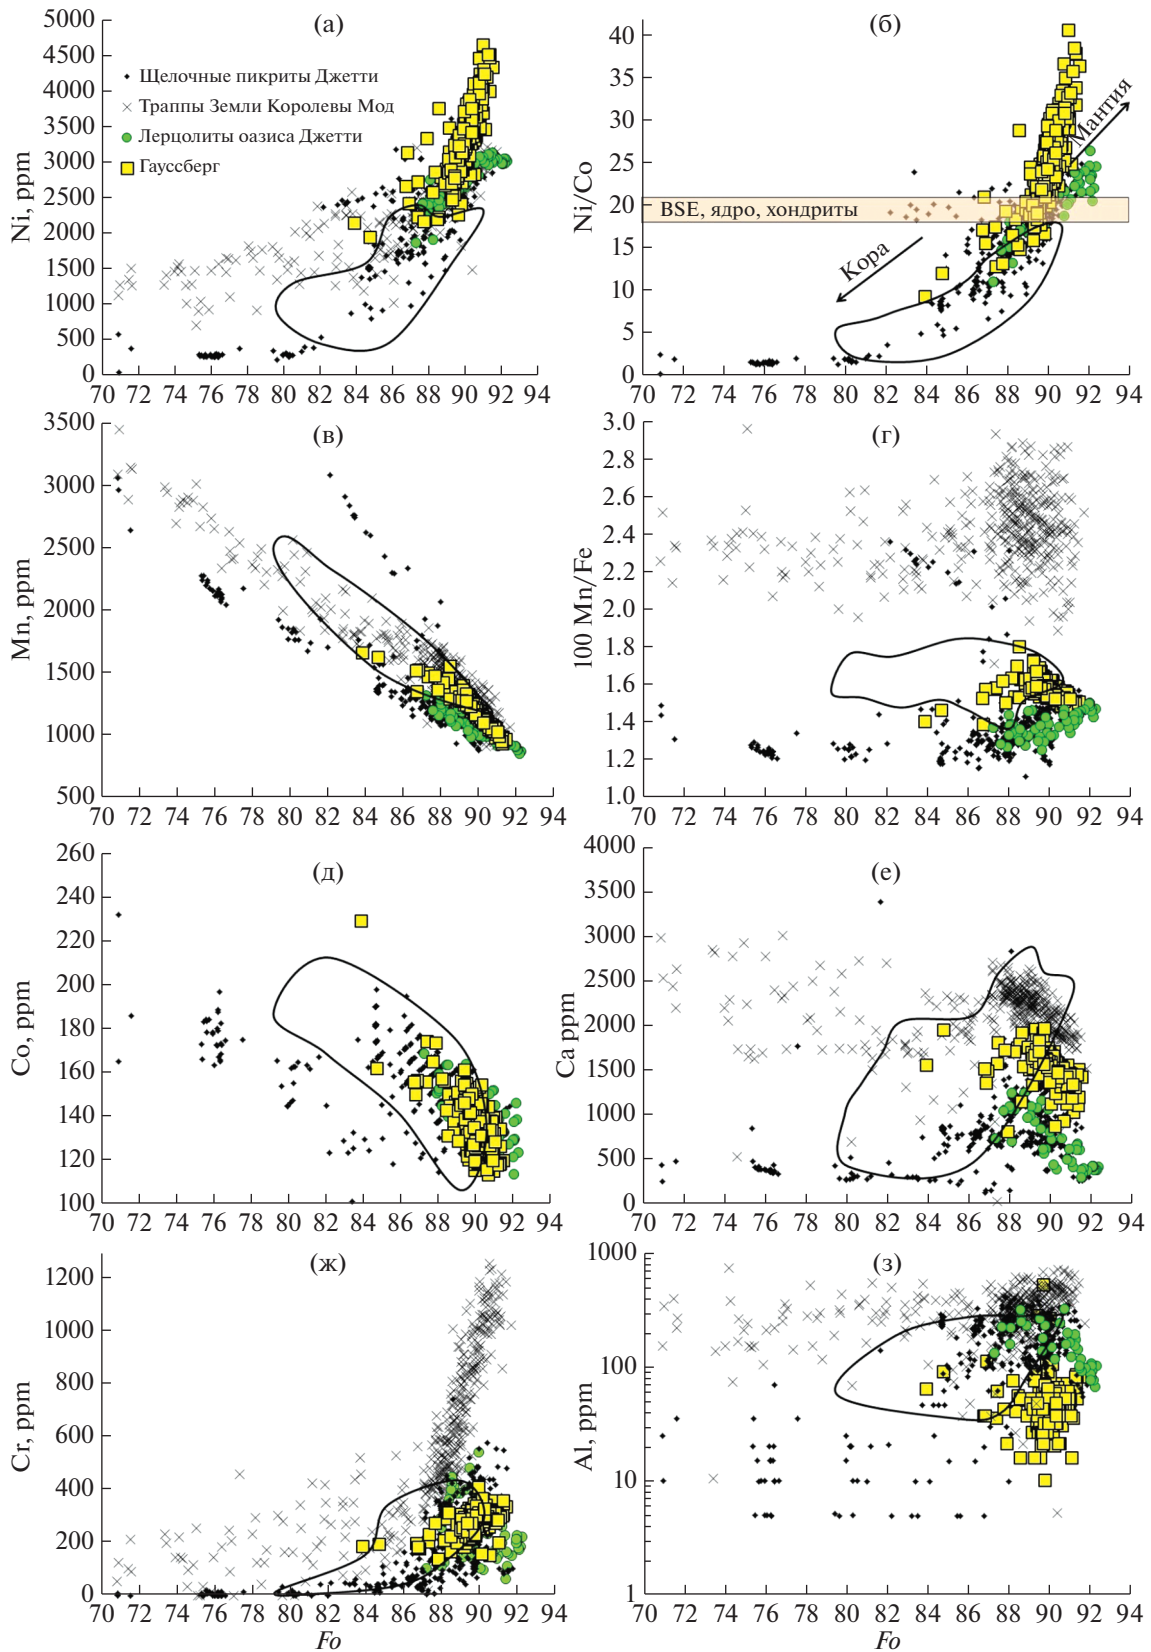 (а)
5000
4500
4000
3500
3000
2500
2000
1500
1000
500
0
Ni, ppm
Щелочные пикриты Джетти
Траппы Земли Королевы Мод
Лерцолиты оазиса Джетти
Гауссберг
70 72 74 76 78 80 82 84 86 88 90 92 94
(б)
40
35
30
25
20
15
10
5
0
Ni/Co
Мантия
BSE, ядро, хондриты
Кора
70 72 74 76 78 80 82 84 86 88 90 92 94
(в)
3500
3000
2500
2000
1500
1000
500
Mn, ppm
70 72 74 76 78 80 82 84 86 88 90 92 94
(г)
3.0
2.8
2.6
2.4
2.2
2.0
1.8
1.6
1.4
1.2
1.0
100 Mn/Fe
70 72 74 76 78 80 82 84 86 88 90 92 94
(д)
260
240
220
200
180
160
140
120
100
Co, ppm
70 72 74 76 78 80 82 84 86 88 90 92 94
(е)
4000
3500
3000
2500
2000
1500
1000
500
0
Ca ppm
70 72 74 76 78 80 82 84 86 88 90 92 94
(ж)
1200
1000
800
600
400
200
0
Cr, ppm
70 72 74 76 78 80 82 84 86 88 90 92 94
Fo
(з)
1000
100
10
1
Al, ppm
70 72 74 76 78 80 82 84 86 88 90 92 94
Fo